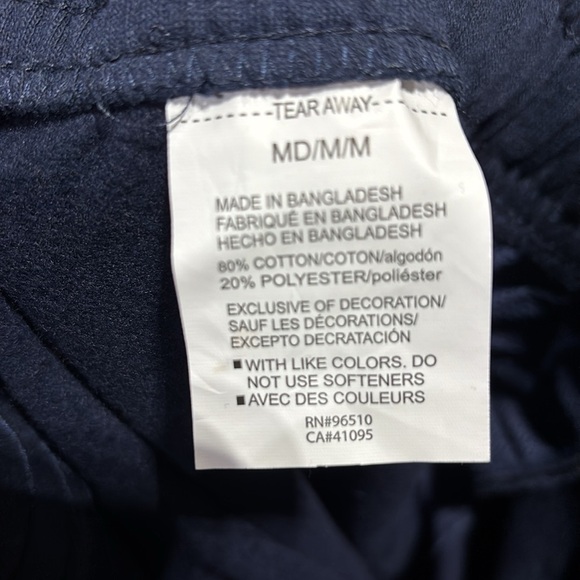 -------TEAR AWAY-------
MD/M/M
MADE IN BANGLADESH
FABRIQUÉ EN BANGLADESH
HECHO EN BANGLADESH
80% COTTON/COTON/algodón
20% POLYESTER/poliéster
EXCLUSIVE OF DECORATION/
SAUF LES DÉCORATIONS/
EXCEPTO DECRATACIÓN
■ WITH LIKE COLORS. DO
NOT USE SOFTENERS
■ AVEC DES COULEURS
RN#96510
CA#41095